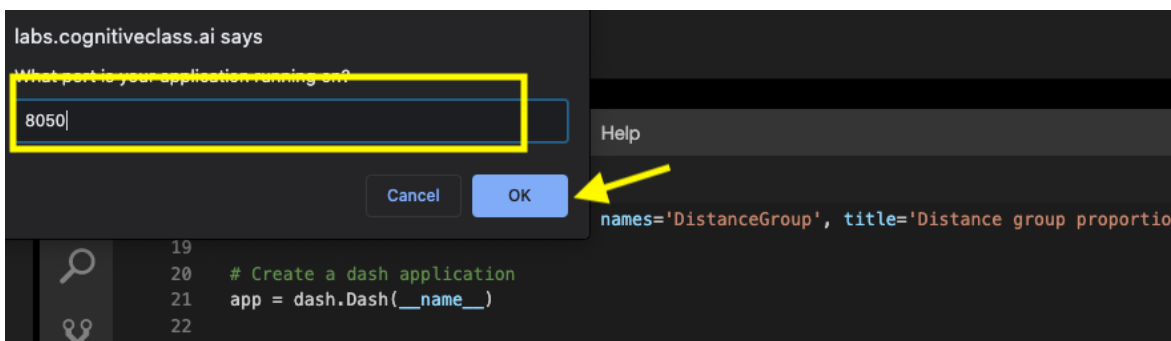 labs.cognitiveclass.ai says
What port is your application running on?
8050
Help
Cancel
OK
names='DistanceGroup', title='Distance group proportio
19
20 # Create a dash application
21 app = dash.Dash(__name__)
22